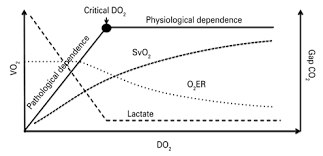 Critical DO₂
Physiological dependence
Pathological dependence
SvO₂
O₂ER
Lactate
VO₂
Gap CO₂
DO₂